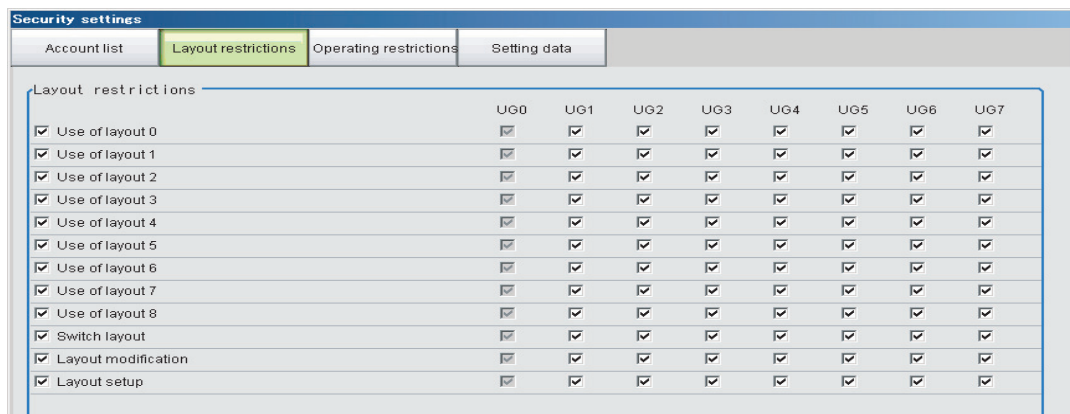 Security settings
Account list Layout restrictions Operating restrictions Setting data
Layout restrictions
UG0 UG1 UG2 UG3 UG4 UG5 UG6 UG7
Use of layout 0
Use of layout 1
Use of layout 2
Use of layout 3
Use of layout 4
Use of layout 5
Use of layout 6
Use of layout 7
Use of layout 8
Switch layout
Layout modification
Layout setup